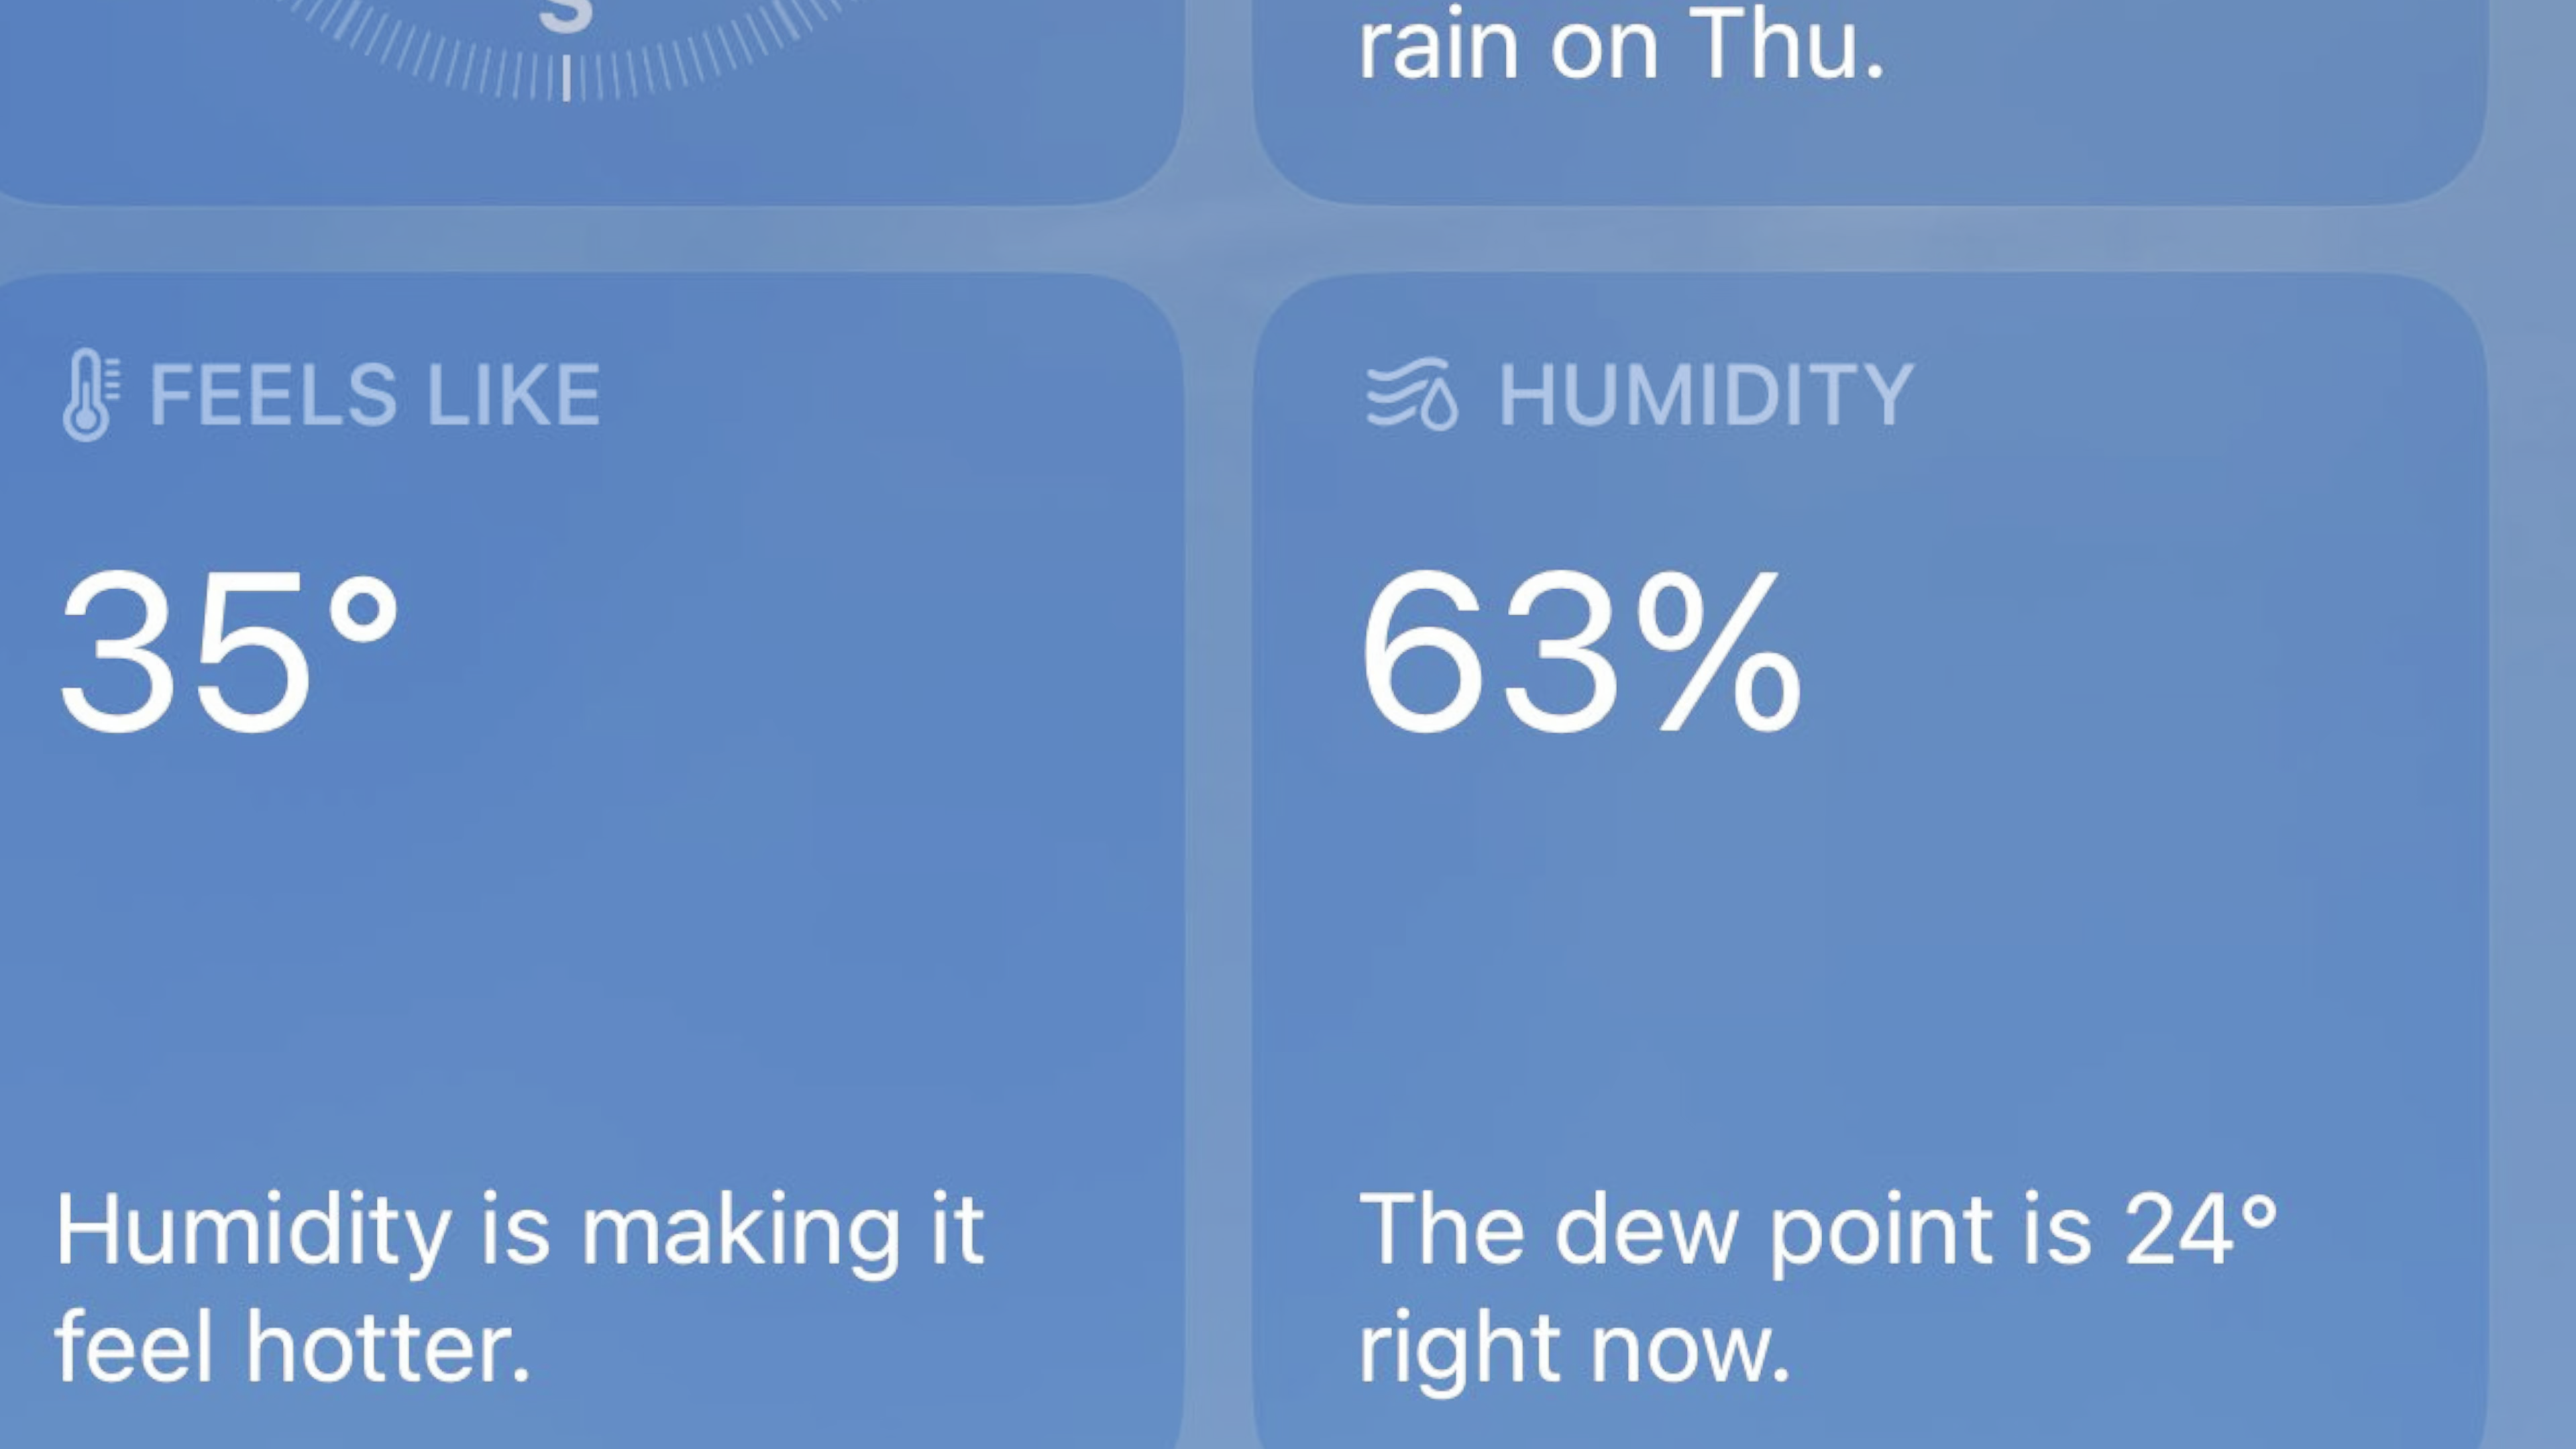 S
rain on Thu.
FEELS LIKE
35°
Humidity is making it
feel hotter.
HUMIDITY
63%
The dew point is 24°
right now.